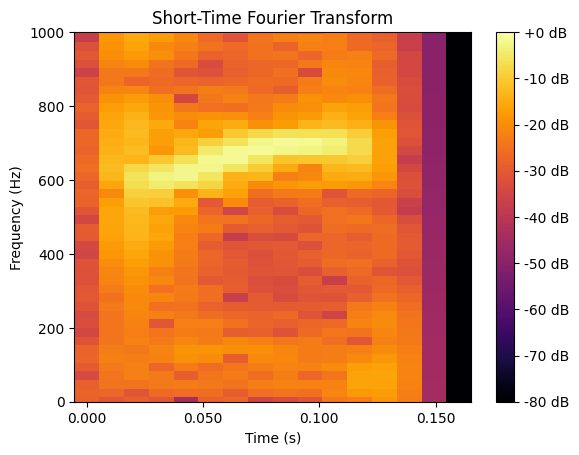 Short-Time Fourier Transform
1000
800
600
400
200
0
Frequency (Hz)
0.000
0.050
0.100
0.150
Time (s)
+0 dB
-10 dB
-20 dB
-30 dB
-40 dB
-50 dB
-60 dB
-70 dB
-80 dB